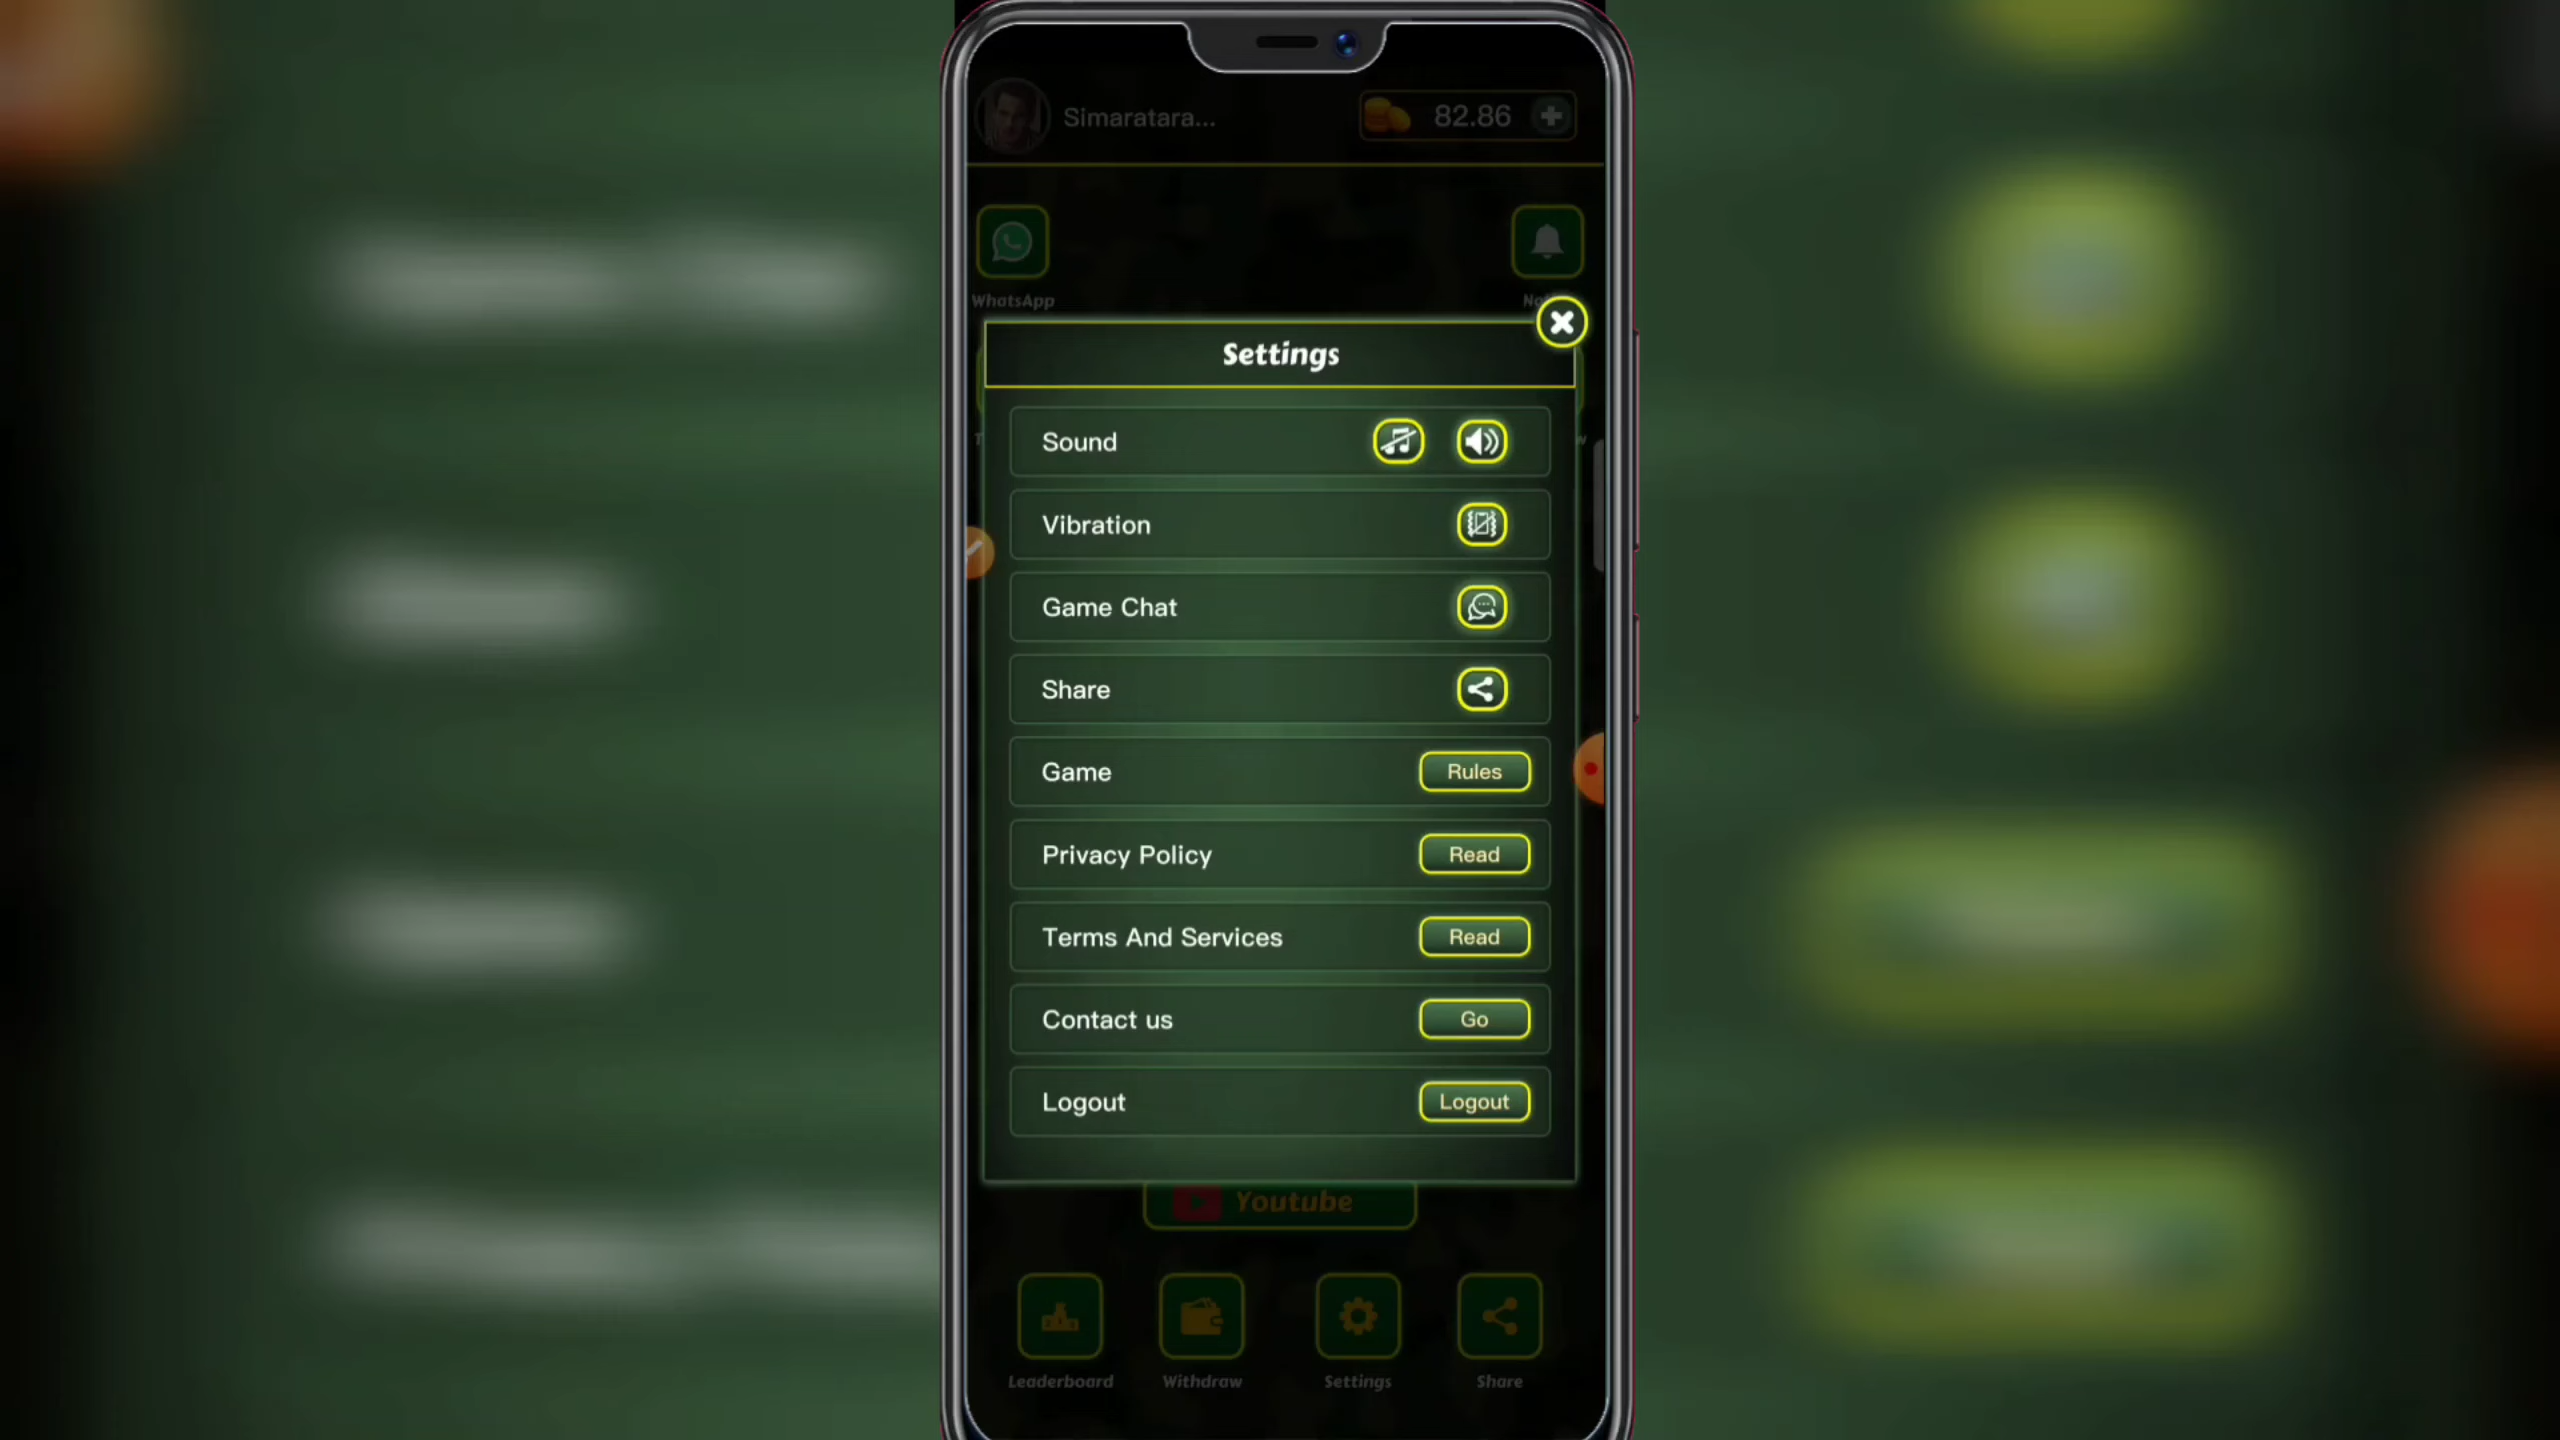 Simaratara...
82.86
WhatsApp
Settings
Sound
Vibration
Game Chat
Share
Game
Rules
Privacy Policy
Read
Terms And Services
Read
Contact us
Go
Logout
Logout
Youtube
Leaderboard
Withdraw
Settings
Share